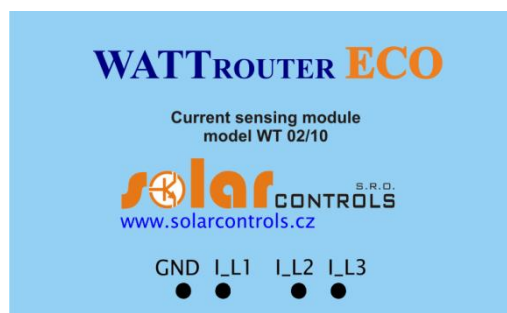 WATTROUTER ECO
Current sensing module
model WT 02/10
solar CONTROLS S.R.O.
www.solarcontrols.cz
GND I_L1 I_L2 I_L3